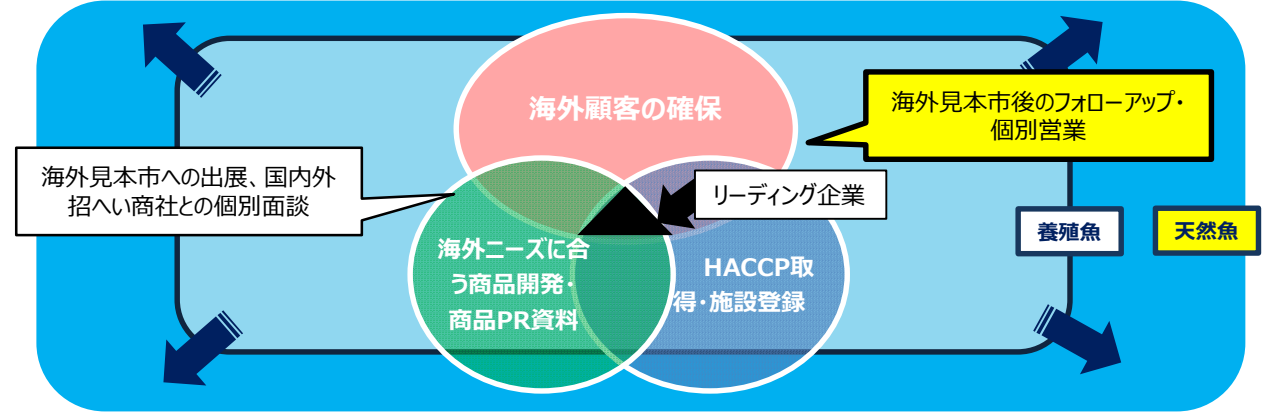 海外顧客の確保
海外見本市後のフォローアップ・
個別営業
海外見本市への出展、国内外
招へい商社との個別面談
リーディング企業
養殖魚
天然魚
海外ニーズに合
う商品開発・
商品PR資料
HACCP取
得・施設登録